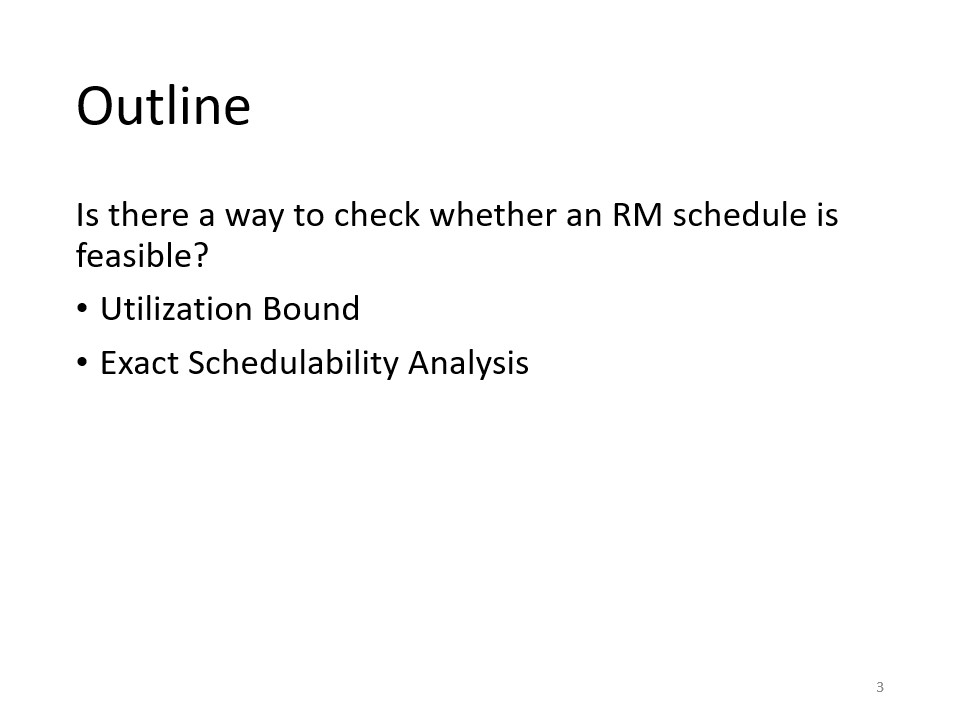 Outline
Is there a way to check whether an RM schedule is
feasible?
• Utilization Bound
• Exact Schedulability Analysis
3